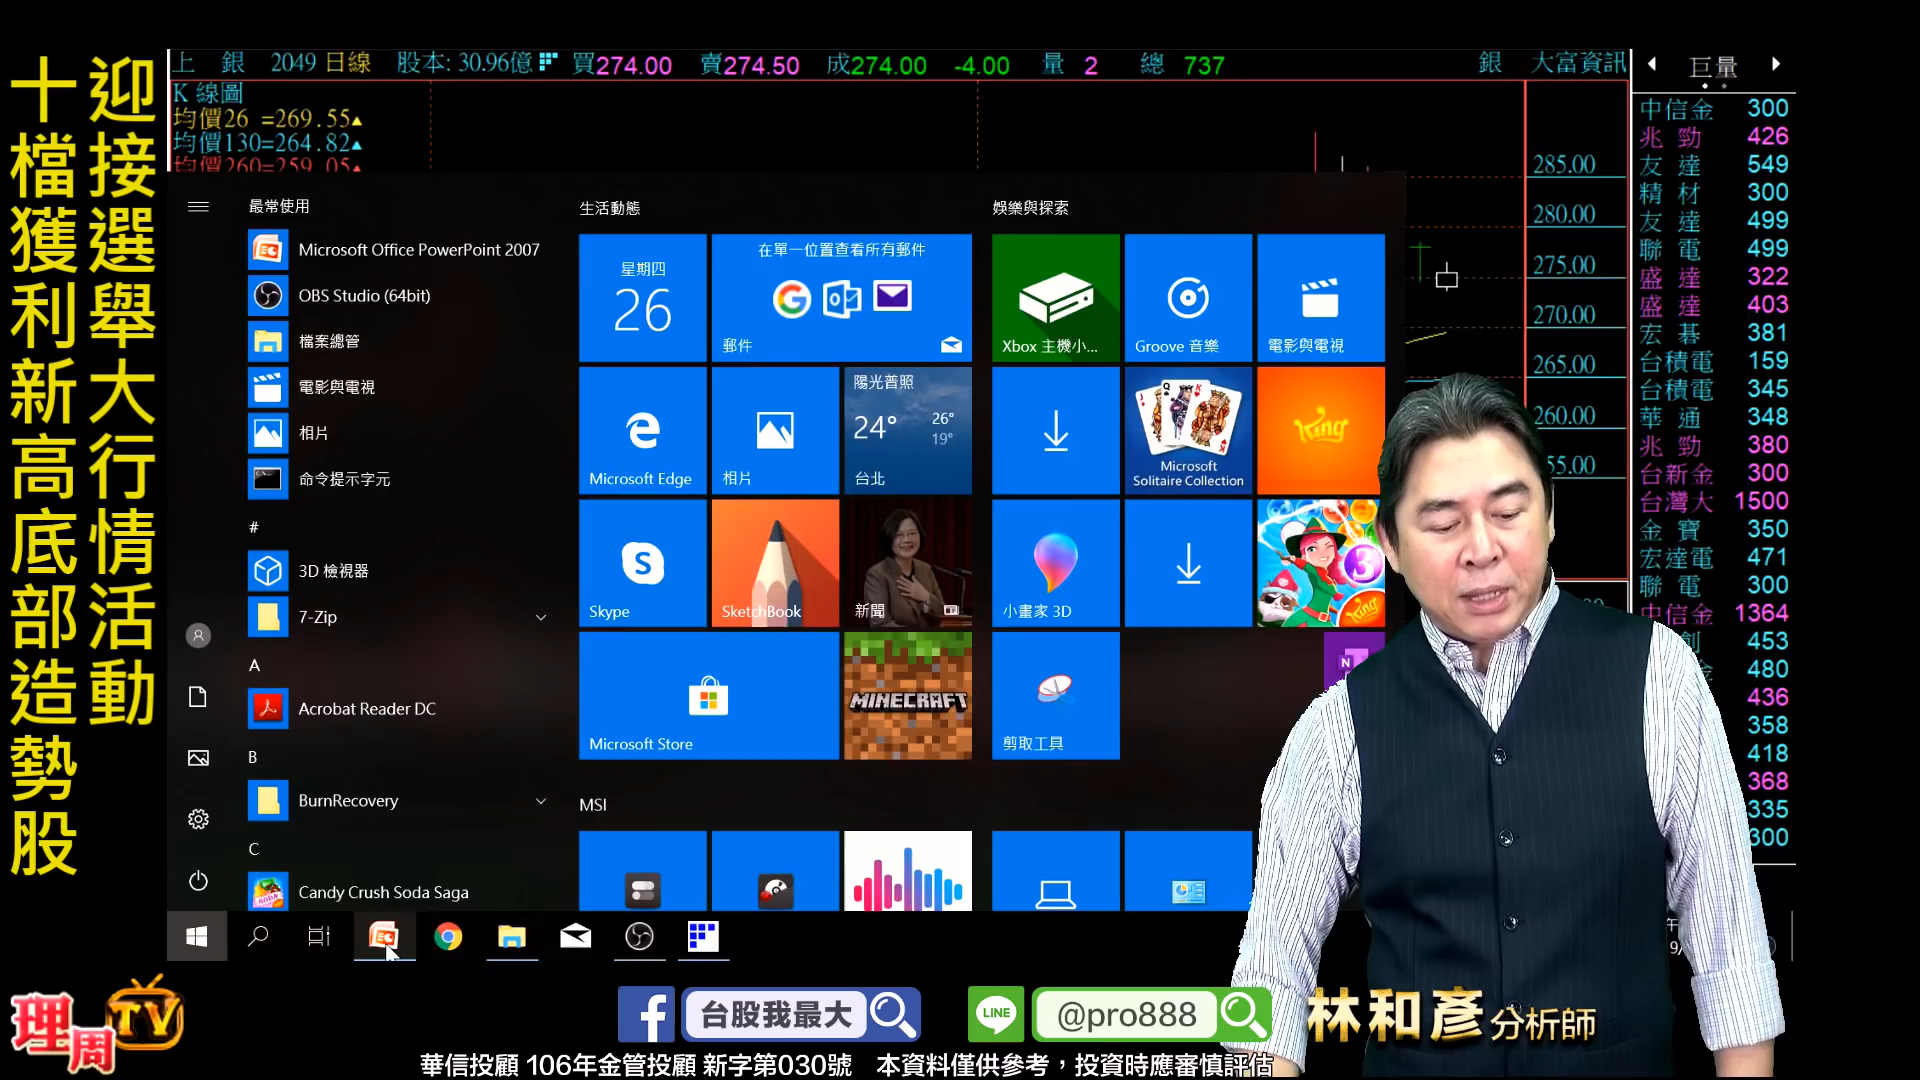 迎接選舉大行情活動
十檔獲利新高底部造勢股
上 銀 2049 日線 股本: 30.96億 買274.00 賣274.50 成274.00 -4.00 量 2 總 737 銀 大富資訊
K 線圖
均價26 =269.55▲
均價130=264.82▲
均價260=259.05▲
285.00
280.00
275.00
270.00
265.00
260.00
55.00
巨量
中信金 300
兆 勁 426
友 達 549
精 材 300
友 達 499
聯 電 499
盛 達 322
盛 達 403
宏 碁 381
台積電 159
台積電 345
華 通 348
兆 勁 380
台新金 300
台灣大 1500
金 寶 350
宏達電 471
聯 電 300
中信金 1364
創 453
480
436
358
418
368
335
300
最常使用
Microsoft Office PowerPoint 2007
OBS Studio (64bit)
檔案總管
電影與電視
相片
命令提示字元
#
3D 檢視器
7-Zip
A
Acrobat Reader DC
B
BurnRecovery
C
Candy Crush Soda Saga
生活動態
星期四
26
在單一位置查看所有郵件
郵件
Microsoft Edge
相片
陽光普照
24° 26°
19°
台北
Skype
SketchBook
新聞
Microsoft Store
MINECRAFT
MSI
娛樂與探索
Xbox 主機小...
Groove 音樂
電影與電視
Microsoft
Solitaire Collection
King
小畫家 3D
3
King
剪取工具
N
理周TV
台股我最大
LINE
@pro888
林和彥 分析師
華信投顧 106年金管投顧 新字第030號 本資料僅供參考，投資時應審慎評估